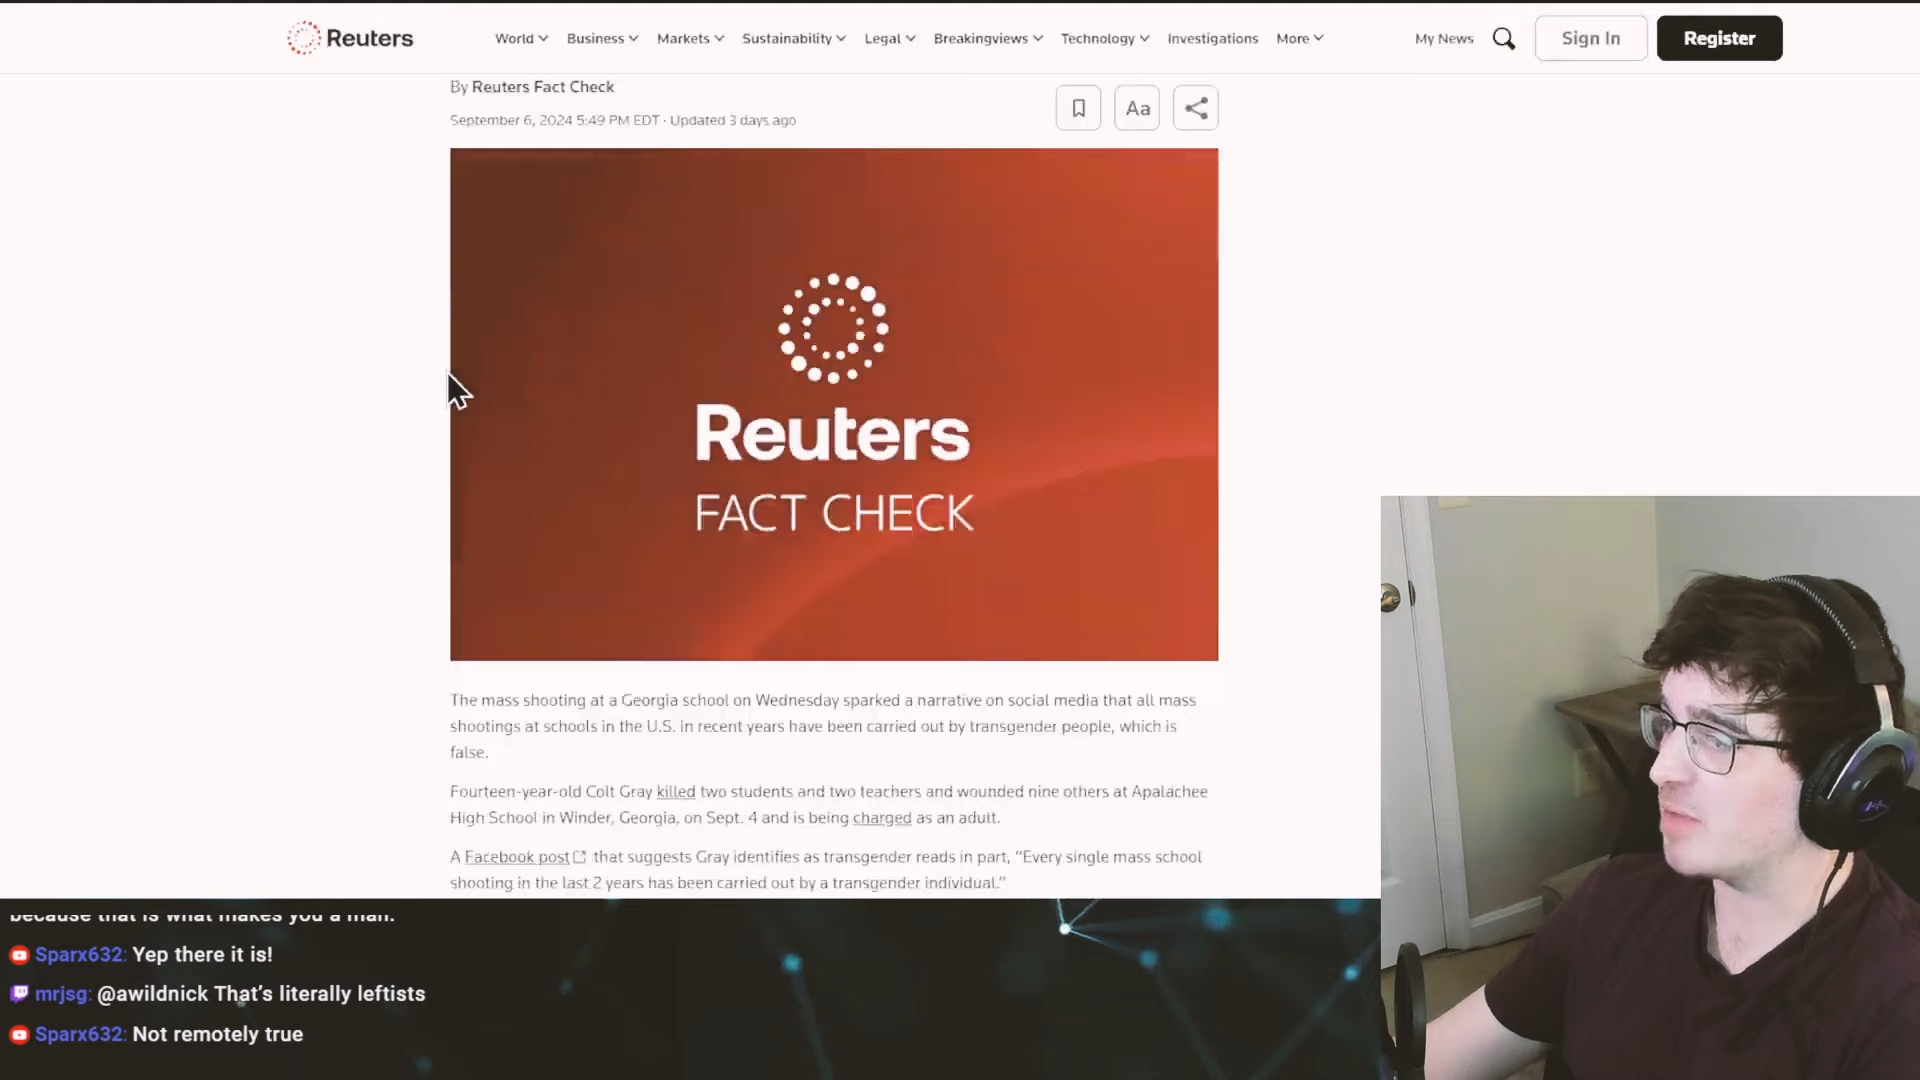 Reuters
World
Business
Markets
Sustainability
Legal
Breakingviews
Technology
Investigations
More
My News
Sign In
Register
By Reuters Fact Check
September 6, 2024 5:49 PM EDT · Updated 3 days ago
Aa
Reuters
FACT CHECK
The mass shooting at a Georgia school on Wednesday sparked a narrative on social media that all mass
shootings at schools in the U.S. in recent years have been carried out by transgender people, which is
false.
Fourteen-year-old Colt Gray killed two students and two teachers and wounded nine others at Apalachee
High School in Winder, Georgia, on Sept. 4 and is being charged as an adult.
A Facebook post that suggests Gray identifies as transgender reads in part, “Every single mass school
shooting in the last 2 years has been carried out by a transgender individual.”
because that is what makes you a man.
Sparx632: Yep there it is!
mrjsg: @awildnick That's literally leftists
Sparx632: Not remotely true